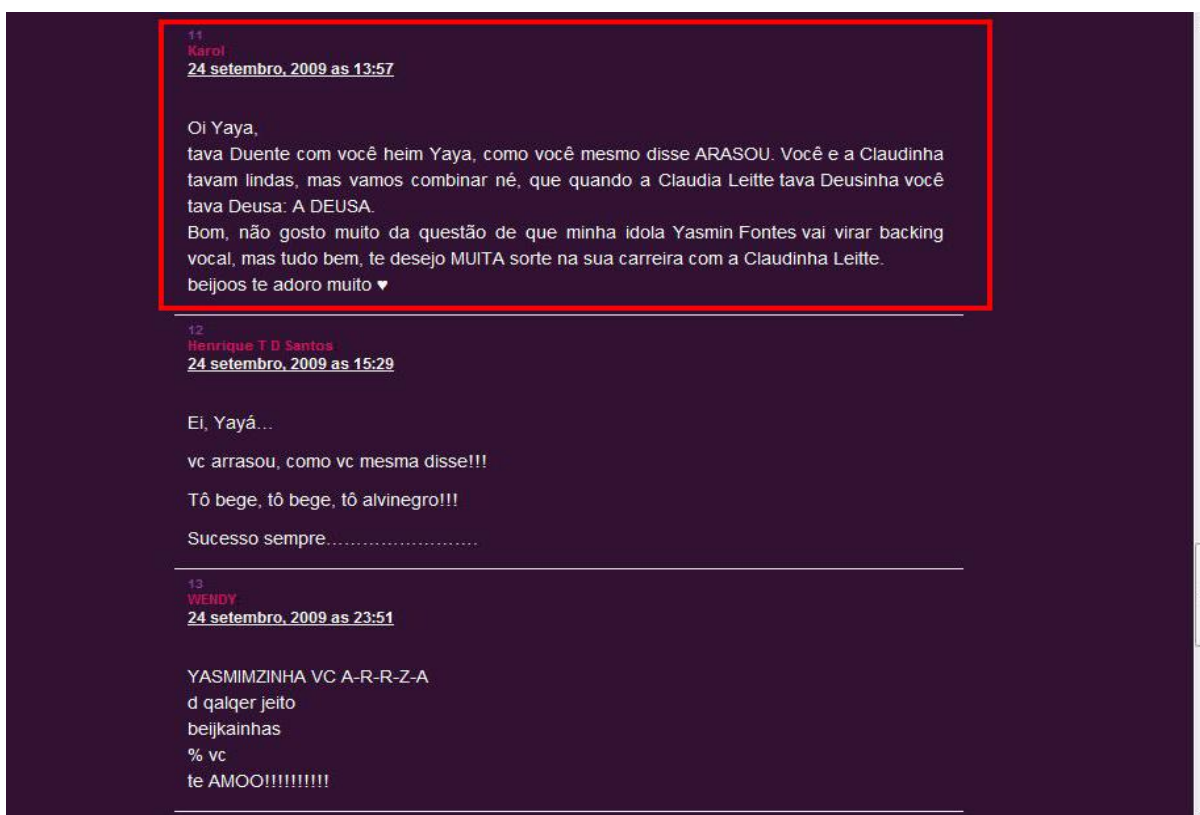 11
Karol
24 setembro, 2009 as 13:57
Oi Yaya,
tava Duente com você heim Yaya, como você mesmo disse ARASOU. Você e a Claudinha
tavam lindas, mas vamos combinar né, que quando a Claudia Leitte tava Deusinha você
tava Deusa: A DEUSA.
Bom, não gosto muito da questão de que minha idola Yasmin Fontes vai virar backing
vocal, mas tudo bem, te desejo MUITA sorte na sua carreira com a Claudinha Leitte.
beijoos te adoro muito ♥
12
Henrique T D Santos
24 setembro, 2009 as 15:29
Ei, Yayá…
vc arrasou, como vc mesma disse!!!
Tô bege, tô bege, tô alvinegro!!!
Sucesso sempre……………………
13
WENDY
24 setembro, 2009 as 23:51
YASMIMZINHA VC A-R-R-Z-A
d qalqer jeito
beijkainhas
% vc
te AMOO!!!!!!!!!!